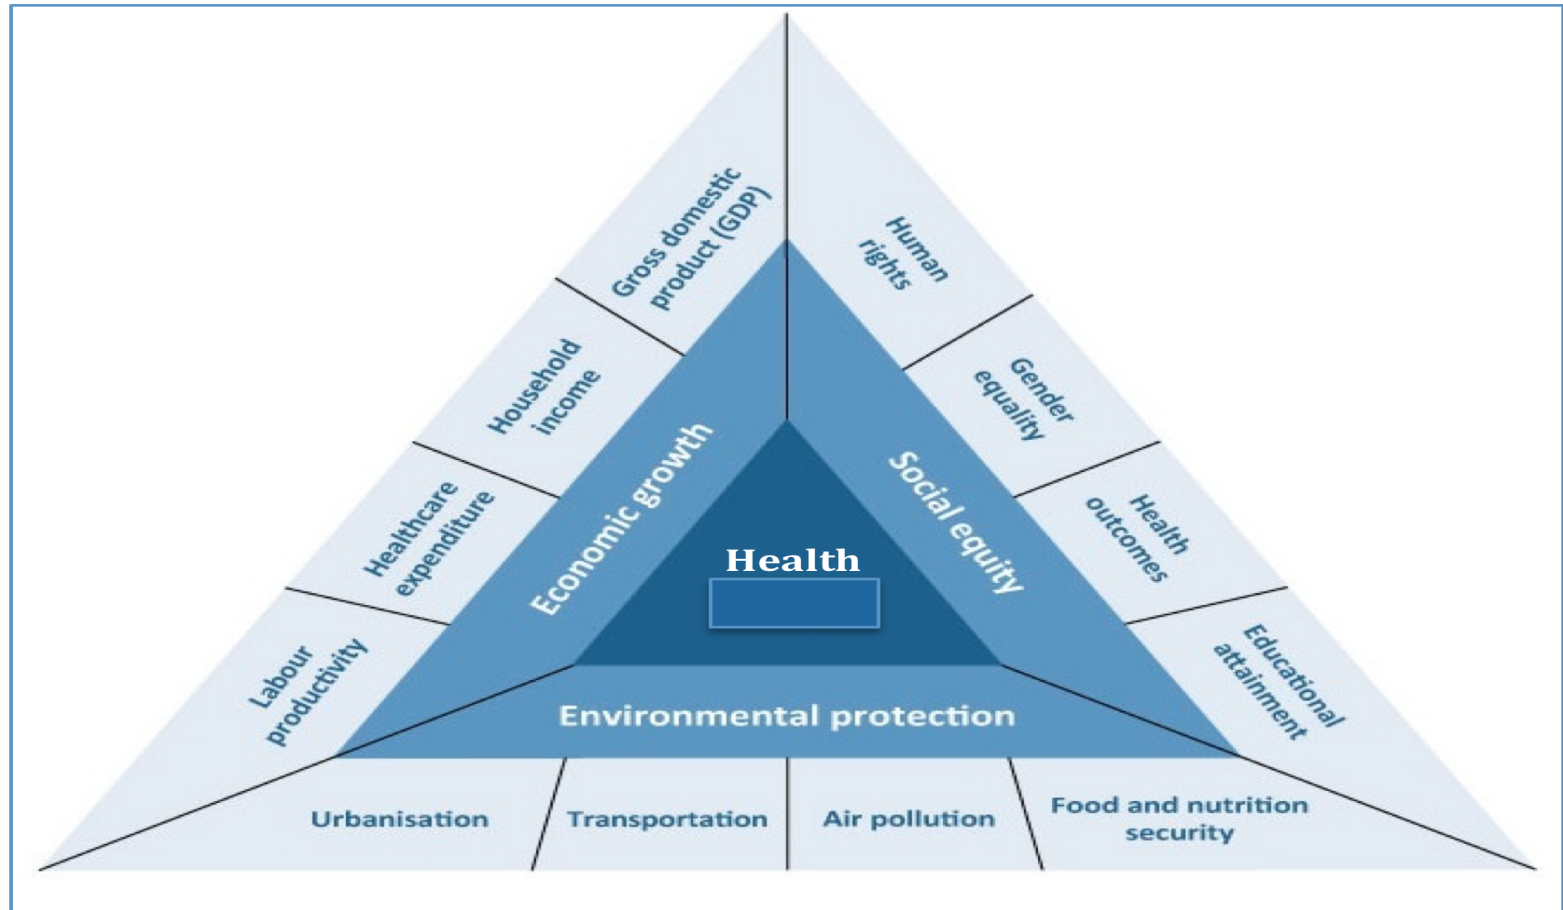 Gross domestic
product (GDP)
Household
income
Healthcare
expenditure
Labour
productivity
Economic growth
Human
rights
Gender
equality
Health
outcomes
Educational
attainment
Social equity
Health
Environmental protection
Urbanisation
Transportation
Air pollution
Food and nutrition
security